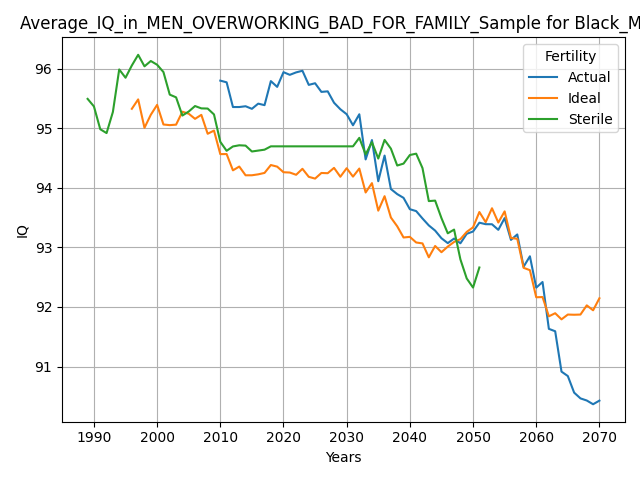 Average_IQ_in_MEN_OVERWORKING_BAD_FOR_FAMILY_Sample for Black_M
Fertility
Actual
Ideal
Sterile
IQ
96
95
94
93
92
91
1990 2000 2010 2020 2030 2040 2050 2060 2070
Years